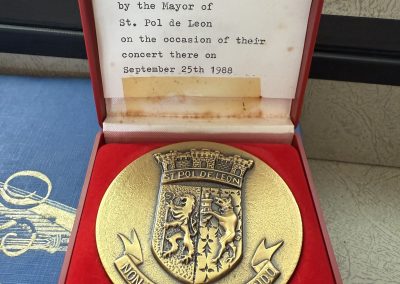 by the Mayor of
St. Pol de Leon
on the occasion of their
concert there on
September 25th 1988
ST POL DE LEON
NON